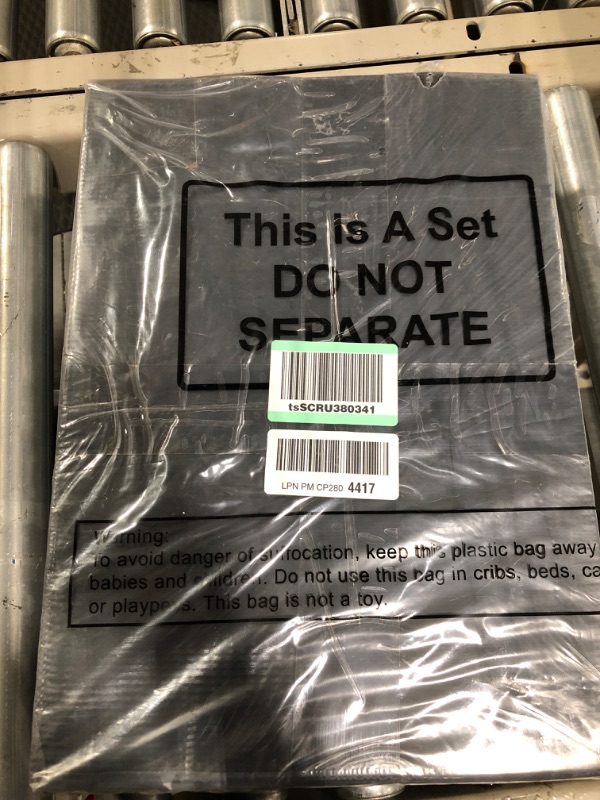 This is A Set
DO NOT
SEPARATE
tsSCRU380341
LPN PM CP280 4417
Warning:
To avoid danger of suffocation, keep this plastic bag away
babies and children. Do not use this bag in cribs, beds, ca
or playpens. This bag is not a toy.